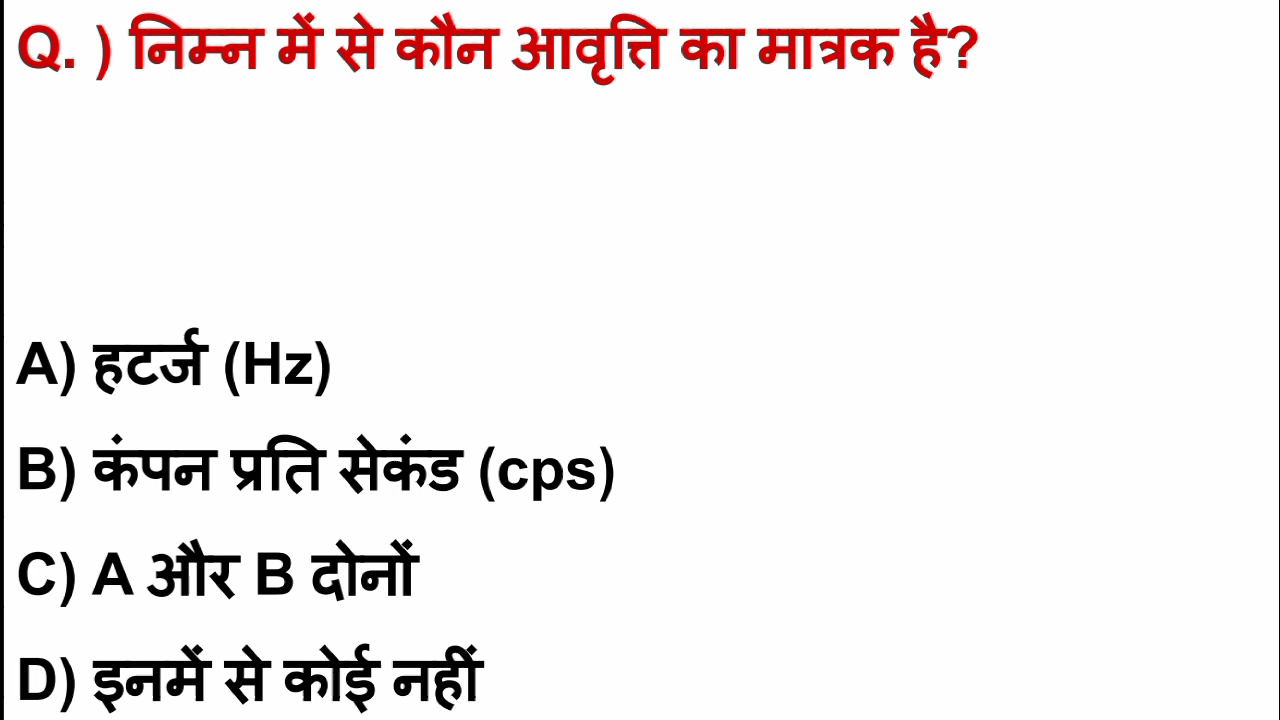 Q. ) निम्न में से कौन आवृत्ति का मात्रक है?
A) हटर्ज (Hz)
B) कंपन प्रति सेकंड (cps)
C) A और B दोनों
D) इनमें से कोई नहीं